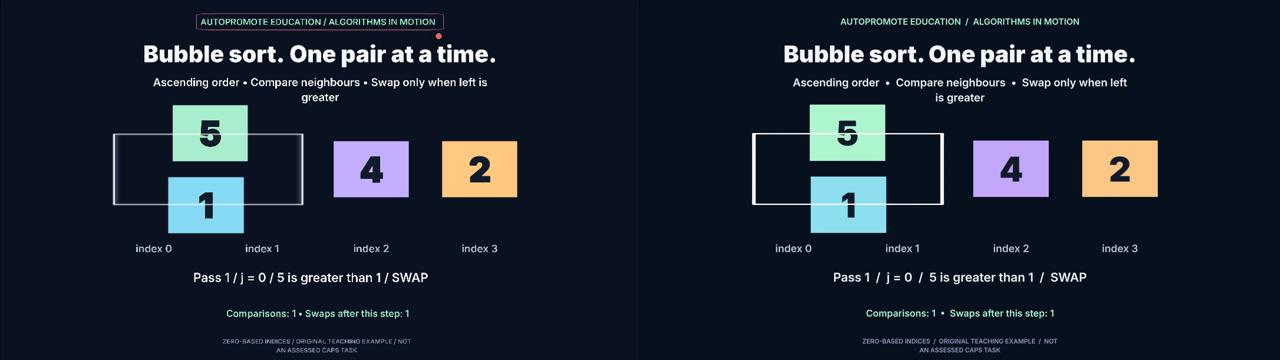 AUTOPROMOTE EDUCATION / ALGORITHMS IN MOTION
Bubble sort. One pair at a time.
Ascending order • Compare neighbours • Swap only when left is
greater
5
4
2
1
index 0
index 1
index 2
index 3
Pass 1 / j = 0 / 5 is greater than 1 / SWAP
Comparisons: 1 • Swaps after this step: 1
ZERO-BASED INDICES / ORIGINAL TEACHING EXAMPLE / NOT
AN ASSESSED CAPS TASK
AUTOPROMOTE EDUCATION / ALGORITHMS IN MOTION
Bubble sort. One pair at a time.
Ascending order • Compare neighbours • Swap only when left
is greater
5
4
2
1
index 0
index 1
index 2
index 3
Pass 1 / j = 0 / 5 is greater than 1 / SWAP
Comparisons: 1 • Swaps after this step: 1
ZERO-BASED INDICES / ORIGINAL TEACHING EXAMPLE / NOT
AN ASSESSED CAPS TASK